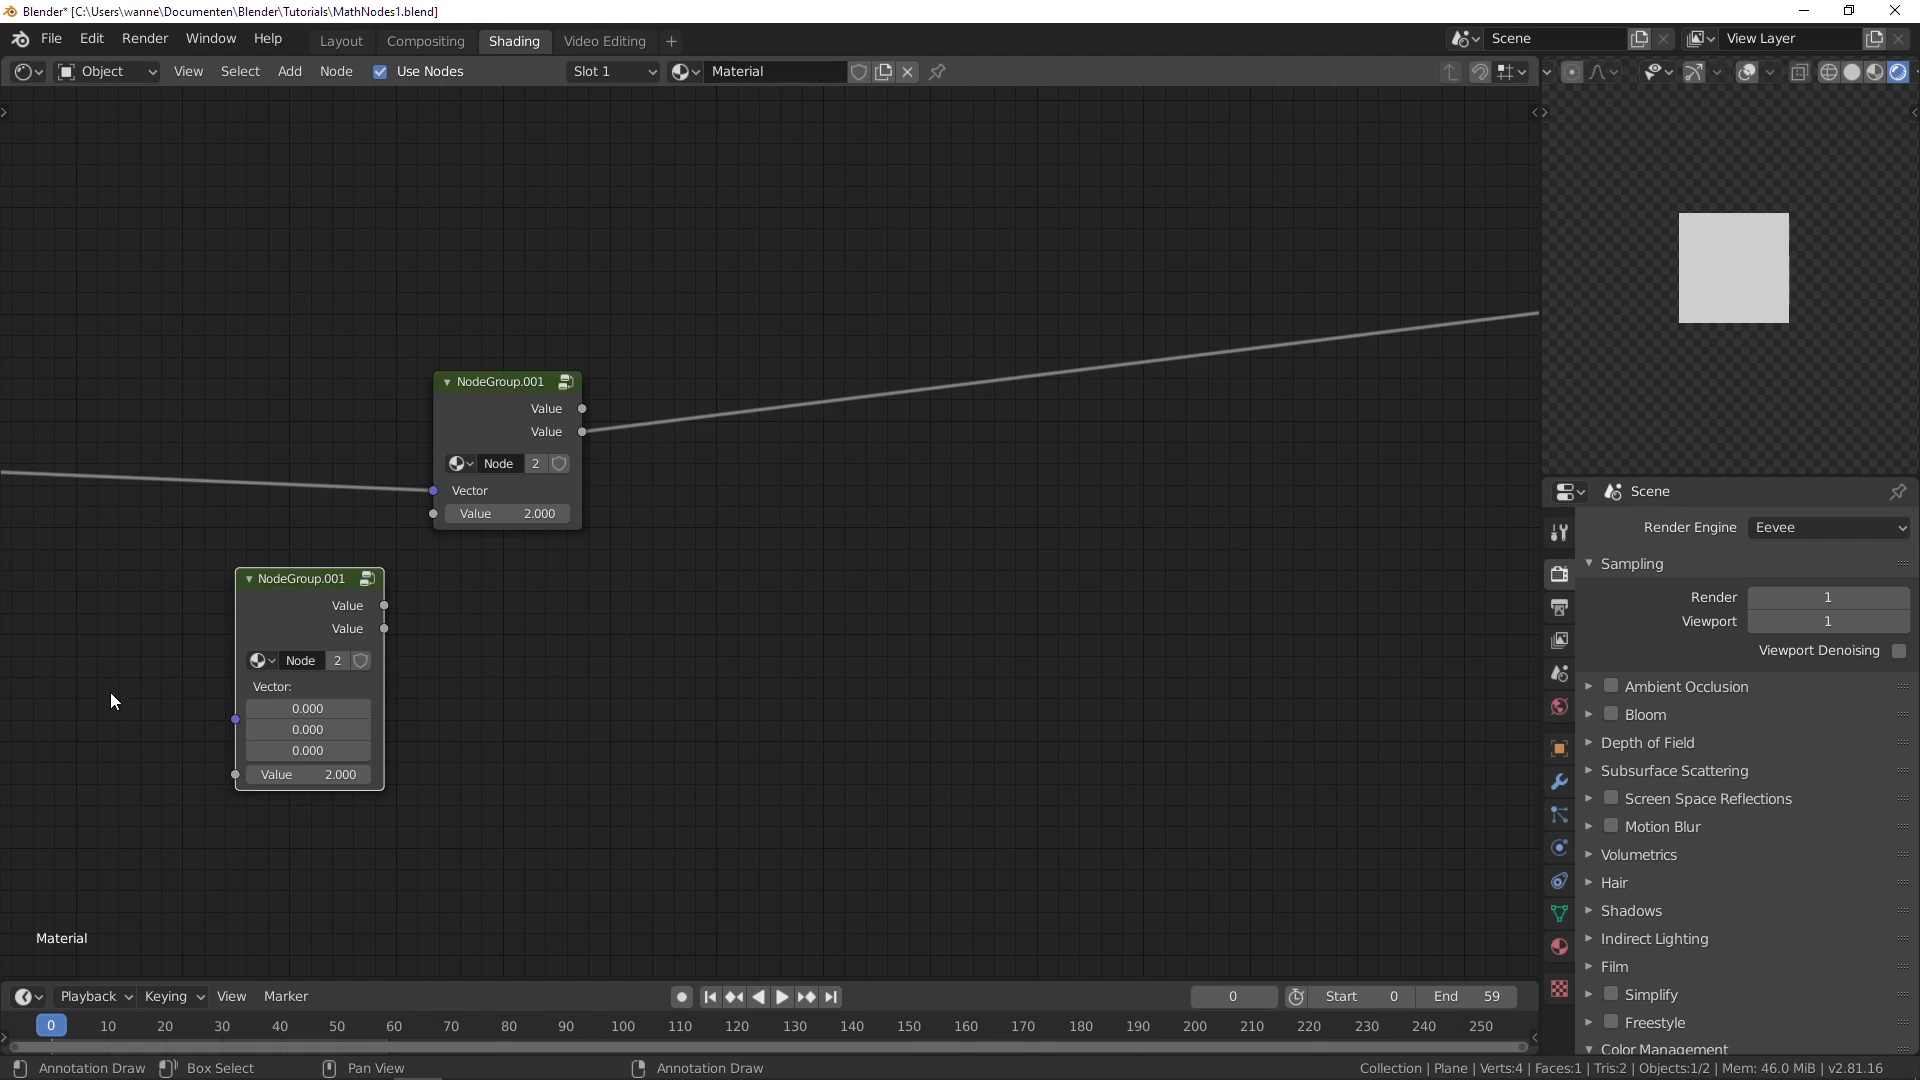 Blender* [C:\Users\wanne\Documenten\Blender\Tutorials\MathNodes1.blend]
File Edit Render Window Help Layout Compositing Shading Video Editing + Scene View Layer
Object View Select Add Node Use Nodes Slot 1 Material
NodeGroup.001
Value
Value
Node 2
Vector
Value 2.000
NodeGroup.001
Value
Value
Node 2
Vector:
0.000
0.000
0.000
Value 2.000
Material
Scene
Render Engine Eevee
Sampling
Render 1
Viewport 1
Viewport Denoising
Ambient Occlusion
Bloom
Depth of Field
Subsurface Scattering
Screen Space Reflections
Motion Blur
Volumetrics
Hair
Shadows
Indirect Lighting
Film
Simplify
Freestyle
Color Management
Playback Keying View Marker 0 Start 0 End 59
0 10 20 30 40 50 60 70 80 90 100 110 120 130 140 150 160 170 180 190 200 210 220 230 240 250
Annotation Draw Box Select Pan View Annotation Draw Collection | Plane | Verts:4 | Faces:1 | Tris:2 | Objects:1/2 | Mem: 46.0 MiB | v2.81.16